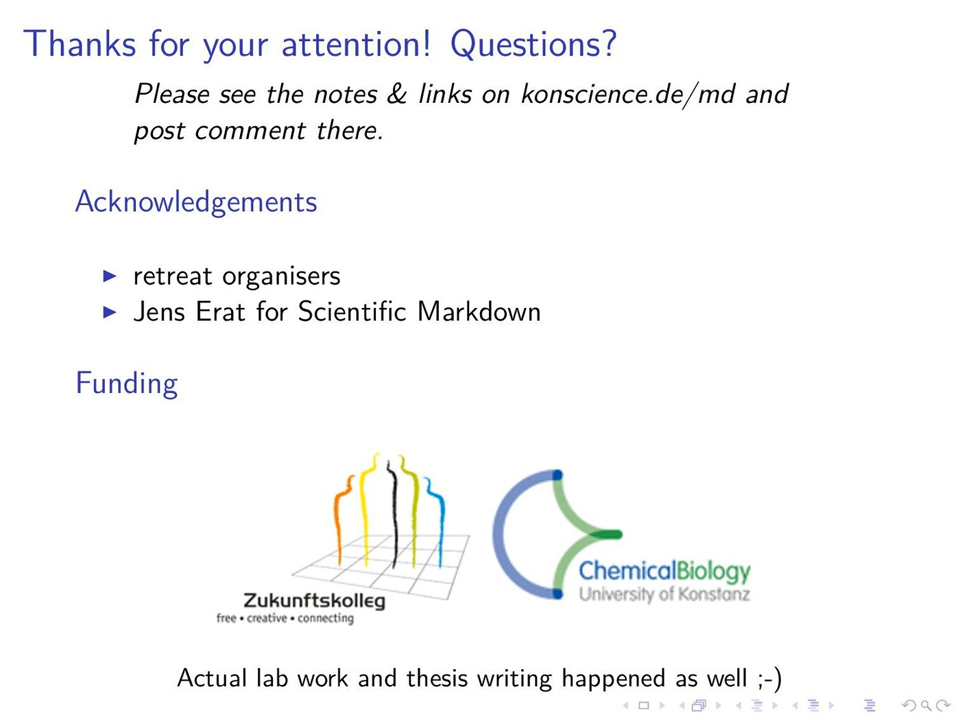 Thanks for your attention! Questions?
Please see the notes & links on konscience.de/md and
post comment there.
Acknowledgements
retreat organisers
Jens Erat for Scientific Markdown
Funding
Zukunftskolleg
free • creative • connecting
ChemicalBiology
University of Konstanz
Actual lab work and thesis writing happened as well ;-)